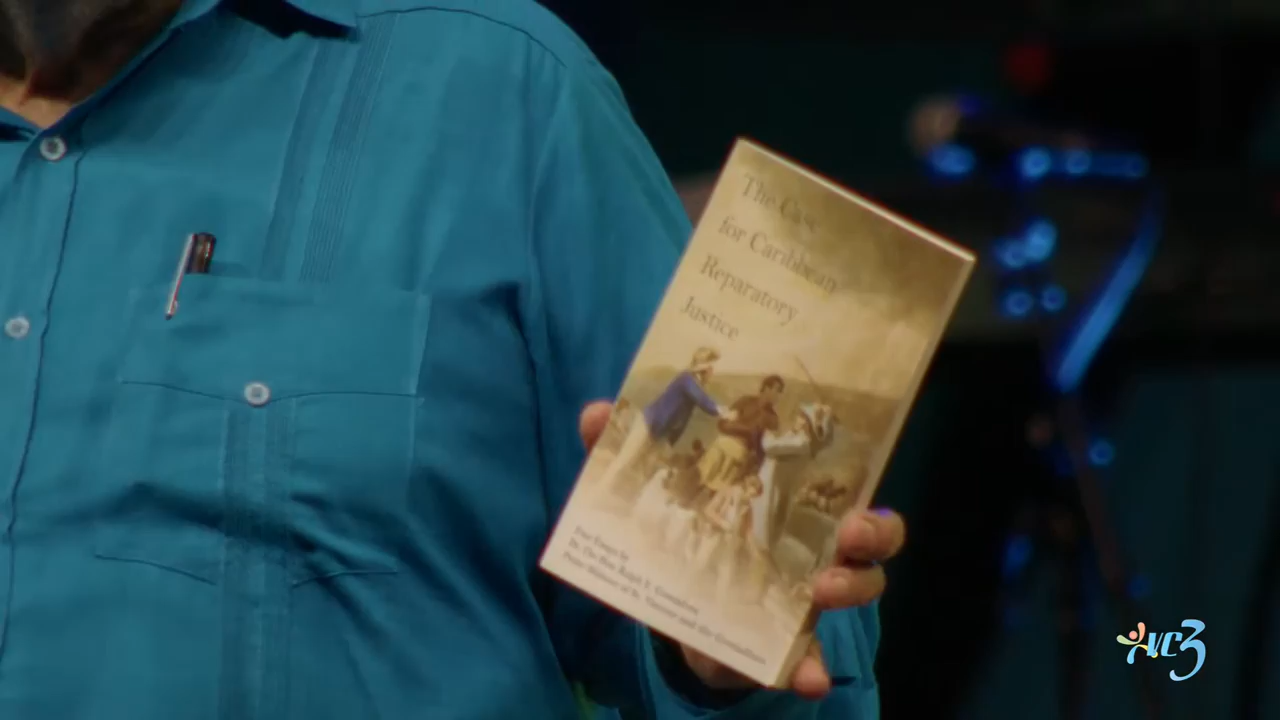 The Case
for Caribbean
Reparatory
Justice
Four Essays by
Dr. The Hon. Ralph E. Gonsalves
Prime Minister of St. Vincent and the Grenadines
VC3